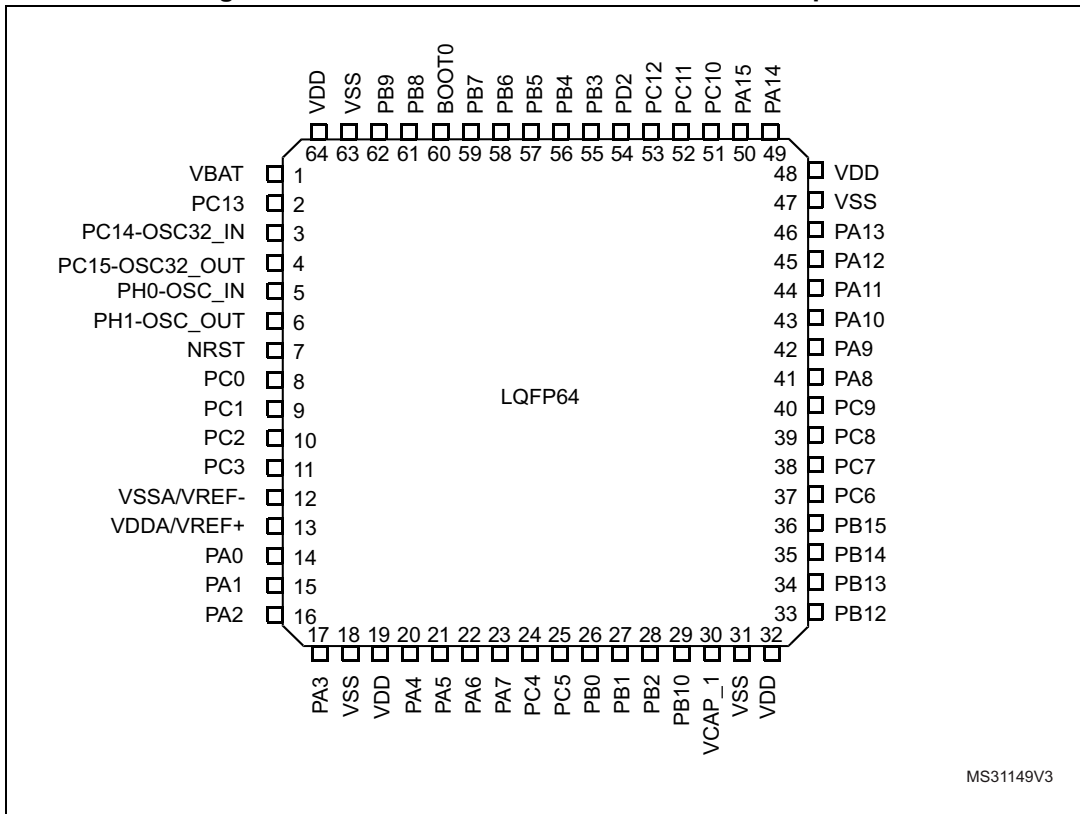 VDD
VSS
PB9
PB8
BOOT0
PB7
PB6
PB5
PB4
PB3
PD2
PC12
PC11
PC10
PA15
PA14
64 63 62 61 60 59 58 57 56 55 54 53 52 51 50 49
VBAT 1
PC13 2
PC14-OSC32_IN 3
PC15-OSC32_OUT 4
PH0-OSC_IN 5
PH1-OSC_OUT 6
NRST 7
PC0 8
PC1 9
PC2 10
PC3 11
VSSA/VREF- 12
VDDA/VREF+ 13
PA0 14
PA1 15
PA2 16
LQFP64
48 VDD
47 VSS
46 PA13
45 PA12
44 PA11
43 PA10
42 PA9
41 PA8
40 PC9
39 PC8
38 PC7
37 PC6
36 PB15
35 PB14
34 PB13
33 PB12
17 18 19 20 21 22 23 24 25 26 27 28 29 30 31 32
PA3
VSS
VDD
PA4
PA5
PA6
PA7
PC4
PC5
PB0
PB1
PB2
PB10
VCAP_1
VSS
VDD
MS31149V3